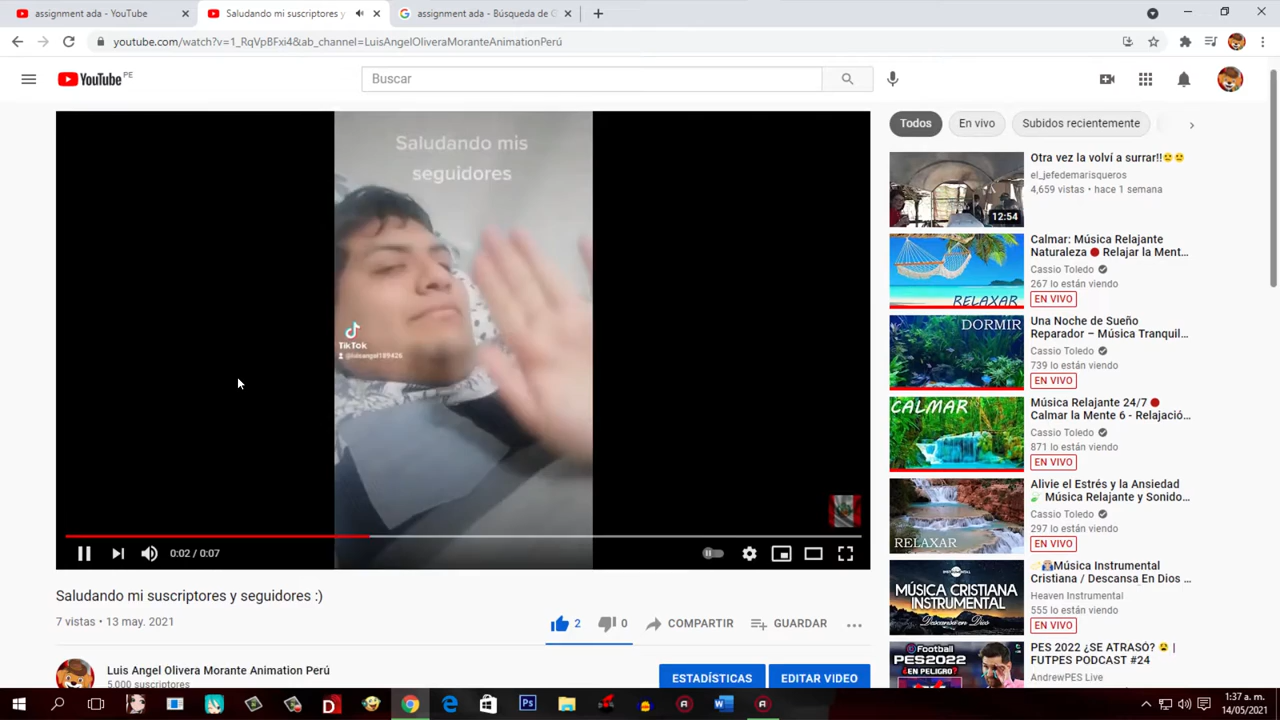 assignment ada - YouTube
Saludando mi suscriptores y
assignment ada - Búsqueda de G
youtube.com/watch?v=1_RqVpBFxi4&ab_channel=LuisAngelOliveraMoranteAnimationPerú
YouTube PE
Buscar
Saludando mis
seguidores
TikTok
@luisangel189426
0:02 / 0:07
Saludando mi suscriptores y seguidores :)
7 vistas • 13 may. 2021
2
0
COMPARTIR
GUARDAR
Luis Angel Olivera Morante Animation Perú
5,000 suscriptores
ESTADÍSTICAS
EDITAR VIDEO
Todos
En vivo
Subidos recientemente
12:54
Otra vez la volví a surrar!!
el_jefedemarisqueros
4,659 vistas • hace 1 semana
RELAXAR
Calmar: Música Relajante
Naturaleza 🔴 Relajar la Ment...
Cassio Toledo
267 lo están viendo
EN VIVO
DORMIR
Una Noche de Sueño
Reparador – Música Tranquil...
Cassio Toledo
739 lo están viendo
EN VIVO
CALMAR
Música Relajante 24/7 🔴
Calmar la Mente 6 - Relajació...
Cassio Toledo
871 lo están viendo
EN VIVO
RELAXAR
Alivie el Estrés y la Ansiedad
Música Relajante y Sonido...
Cassio Toledo
297 lo están viendo
EN VIVO
MÚSICA CRISTIANA
INSTRUMENTAL
Descansa en Dios
Música Instrumental
Cristiana / Descansa En Dios ...
Heaven Instrumental
555 lo están viendo
EN VIVO
eFootball
PES2022
¿EN PELIGRO?
PES 2022 ¿SE ATRASÓ? 😩 |
FUTPES PODCAST #24
AndrewPES Live
1:37 a. m.
14/05/2021